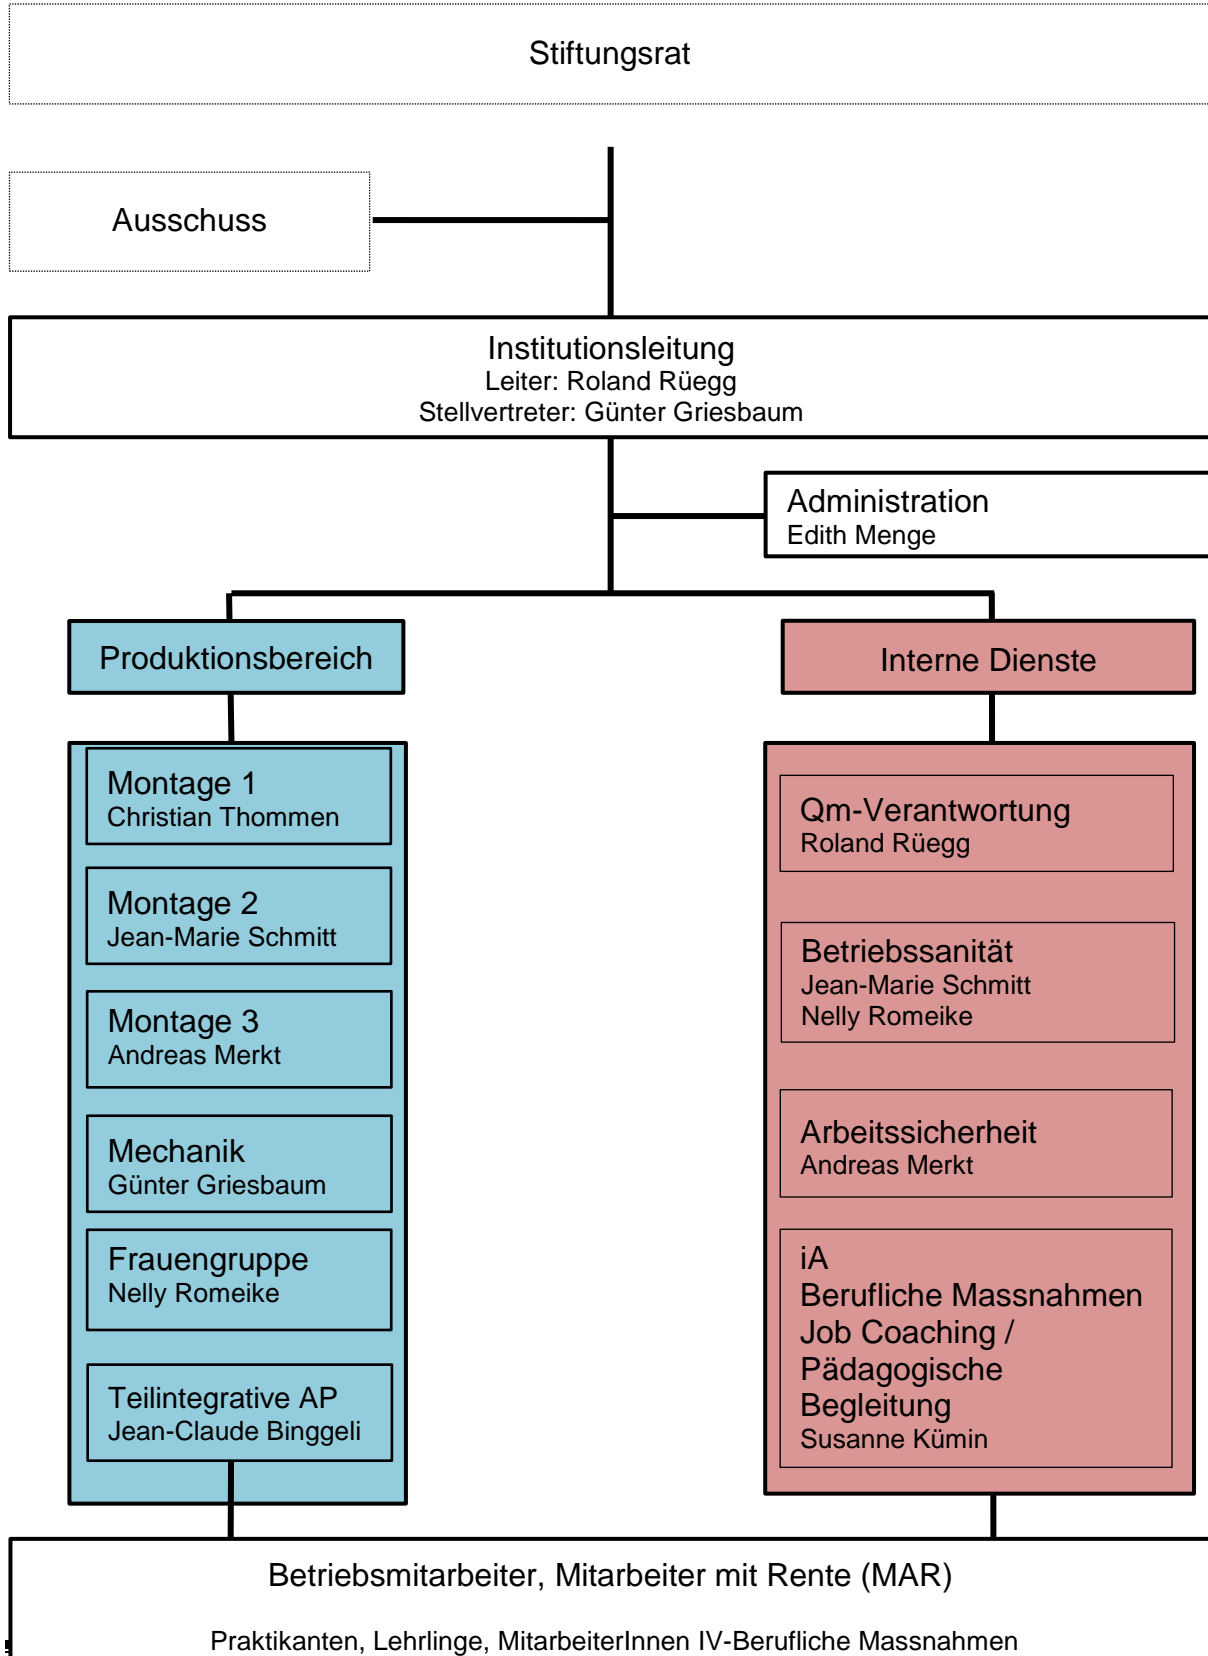 Stiftungsrat
Ausschuss
Institutionsleitung
Leiter: Roland Rüegg
Stellvertreter: Günter Griesbaum
Administration
Edith Menge
Produktionsbereich
Interne Dienste
Montage 1
Christian Thommen
Montage 2
Jean-Marie Schmitt
Montage 3
Andreas Merkt
Mechanik
Günter Griesbaum
Frauengruppe
Nelly Romeike
Teilintegrative AP
Jean-Claude Binggeli
Qm-Verantwortung
Roland Rüegg
Betriebssanität
Jean-Marie Schmitt
Nelly Romeike
Arbeitssicherheit
Andreas Merkt
iA
Berufliche Massnahmen
Job Coaching /
Pädagogische
Begleitung
Susanne Kümin
Betriebsmitarbeiter, Mitarbeiter mit Rente (MAR)
Praktikanten, Lehrlinge, MitarbeiterInnen IV-Berufliche Massnahmen